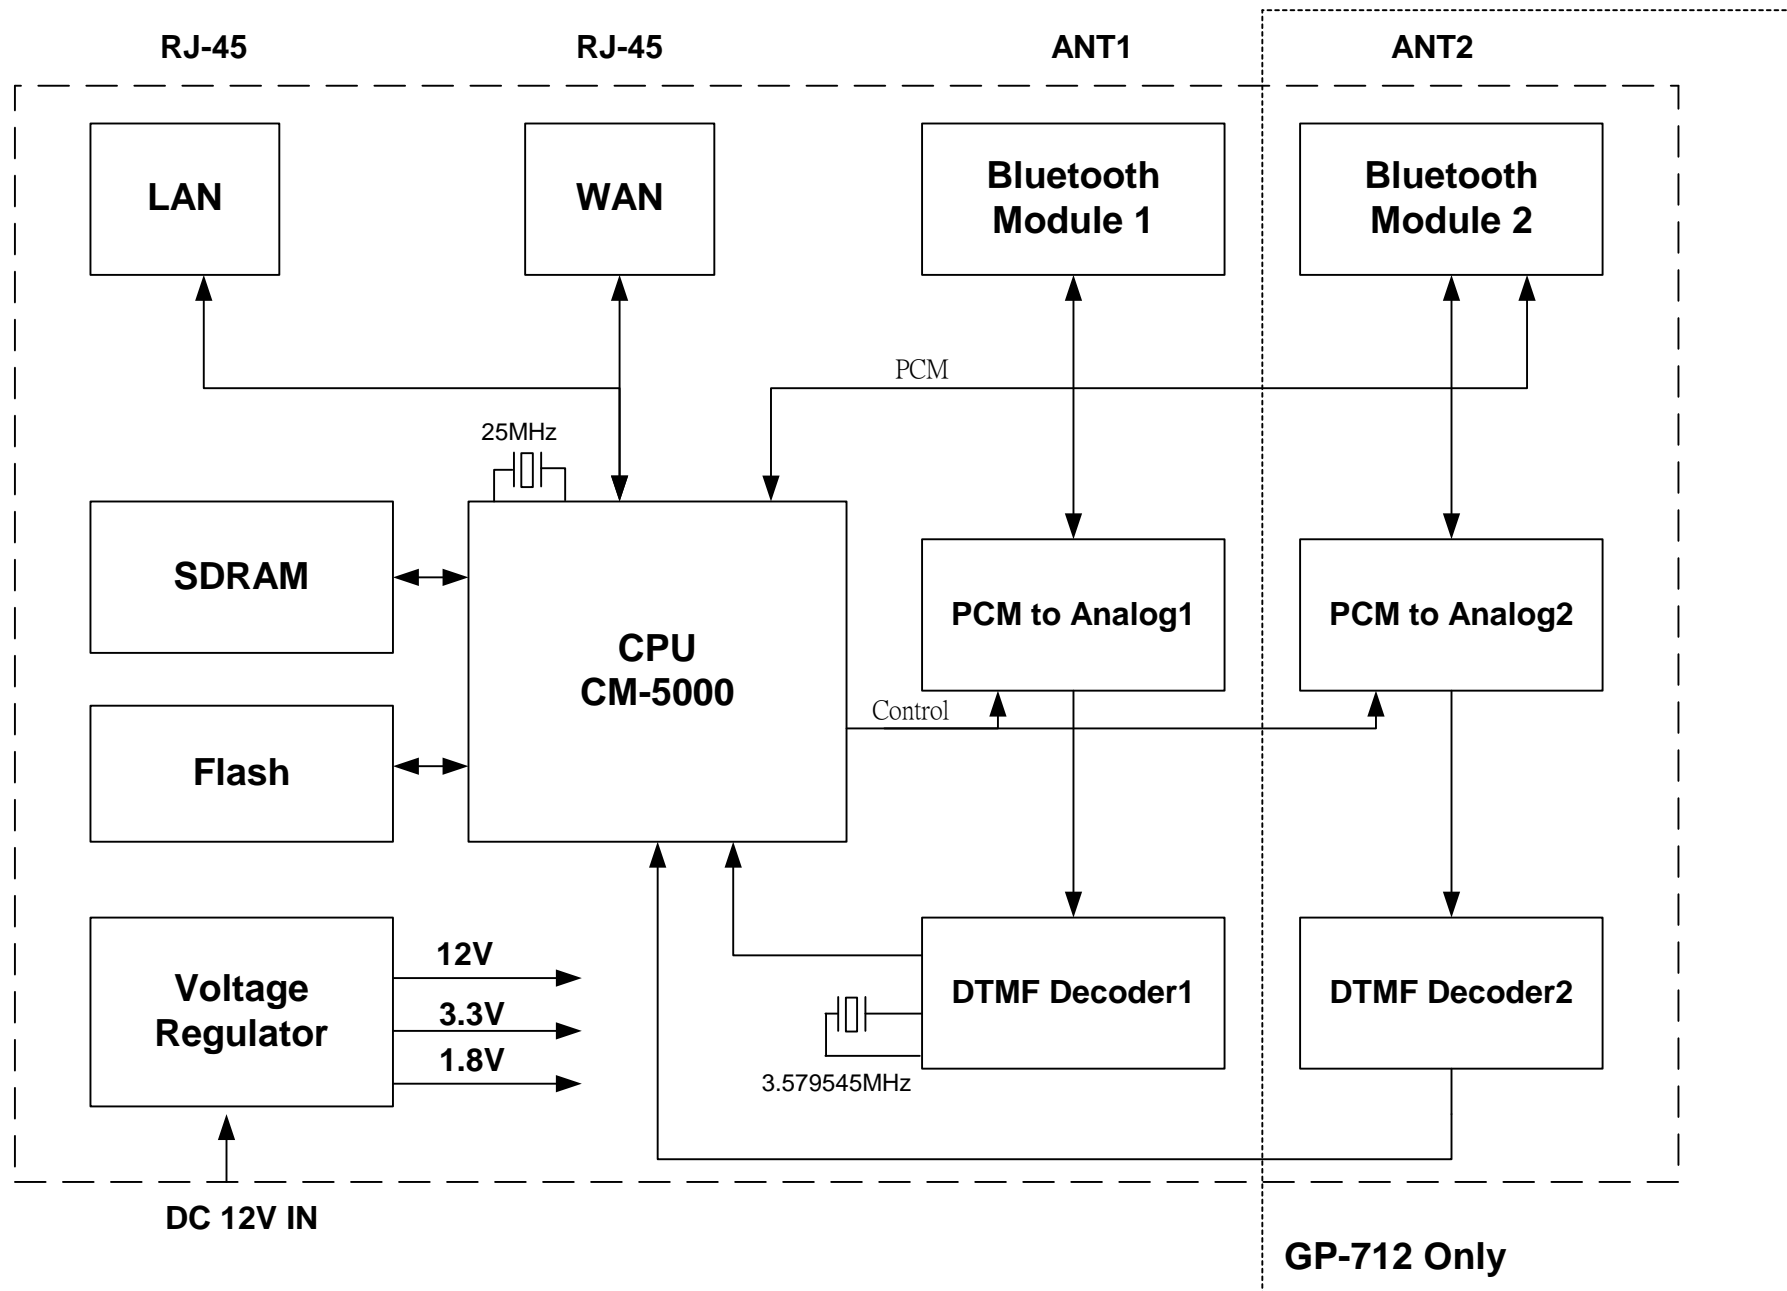 RJ-45
RJ-45
ANT1
ANT2
LAN
WAN
Bluetooth
Module 1
Bluetooth
Module 2
PCM
25MHz
SDRAM
CPU
CM-5000
PCM to Analog1
PCM to Analog2
Control
Flash
Voltage
Regulator
12V
3.3V
1.8V
DTMF Decoder1
DTMF Decoder2
3.579545MHz
DC 12V IN
GP-712 Only